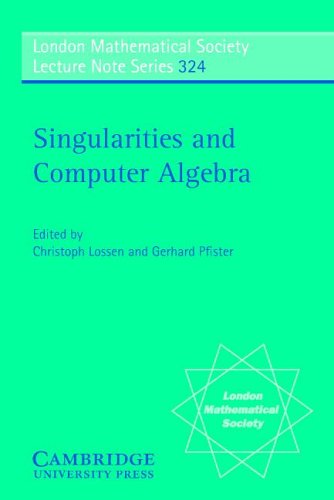 London Mathematical Society
Lecture Note Series 324
Singularities and
Computer Algebra
Edited by
Christoph Lossen and Gerhard Pfister
London
Mathematical
Society
CAMBRIDGE
UNIVERSITY PRESS